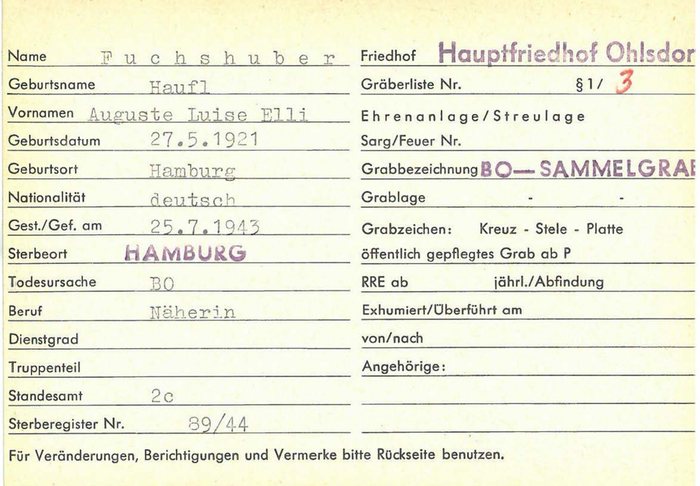 Name Fuchshuber
Geburtsname Haufl
Vornamen Auguste Luise Elli
Geburtsdatum 27.5.1921
Geburtsort Hamburg
Nationalität deutsch
Gest./Gef. am 25.7.1943
Sterbeort HAMBURG
Todesursache BO
Beruf Näherin
Dienstgrad
Truppenteil
Standesamt 2c
Sterberegister Nr. 89/44
Friedhof Hauptfriedhof Ohlsdor
Gräberliste Nr. §1/ 3
Ehrenanlage/Streulage
Sarg/Feuer Nr.
Grabbezeichnung BO—SAMMELGRAB
Grablage - -
Grabzeichen: Kreuz - Stele - Platte
öffentlich gepflegtes Grab ab P
RRE ab jährl./Abfindung
Exhumiert/Überführt am
von/nach
Angehörige:
Für Veränderungen, Berichtigungen und Vermerke bitte Rückseite benutzen.